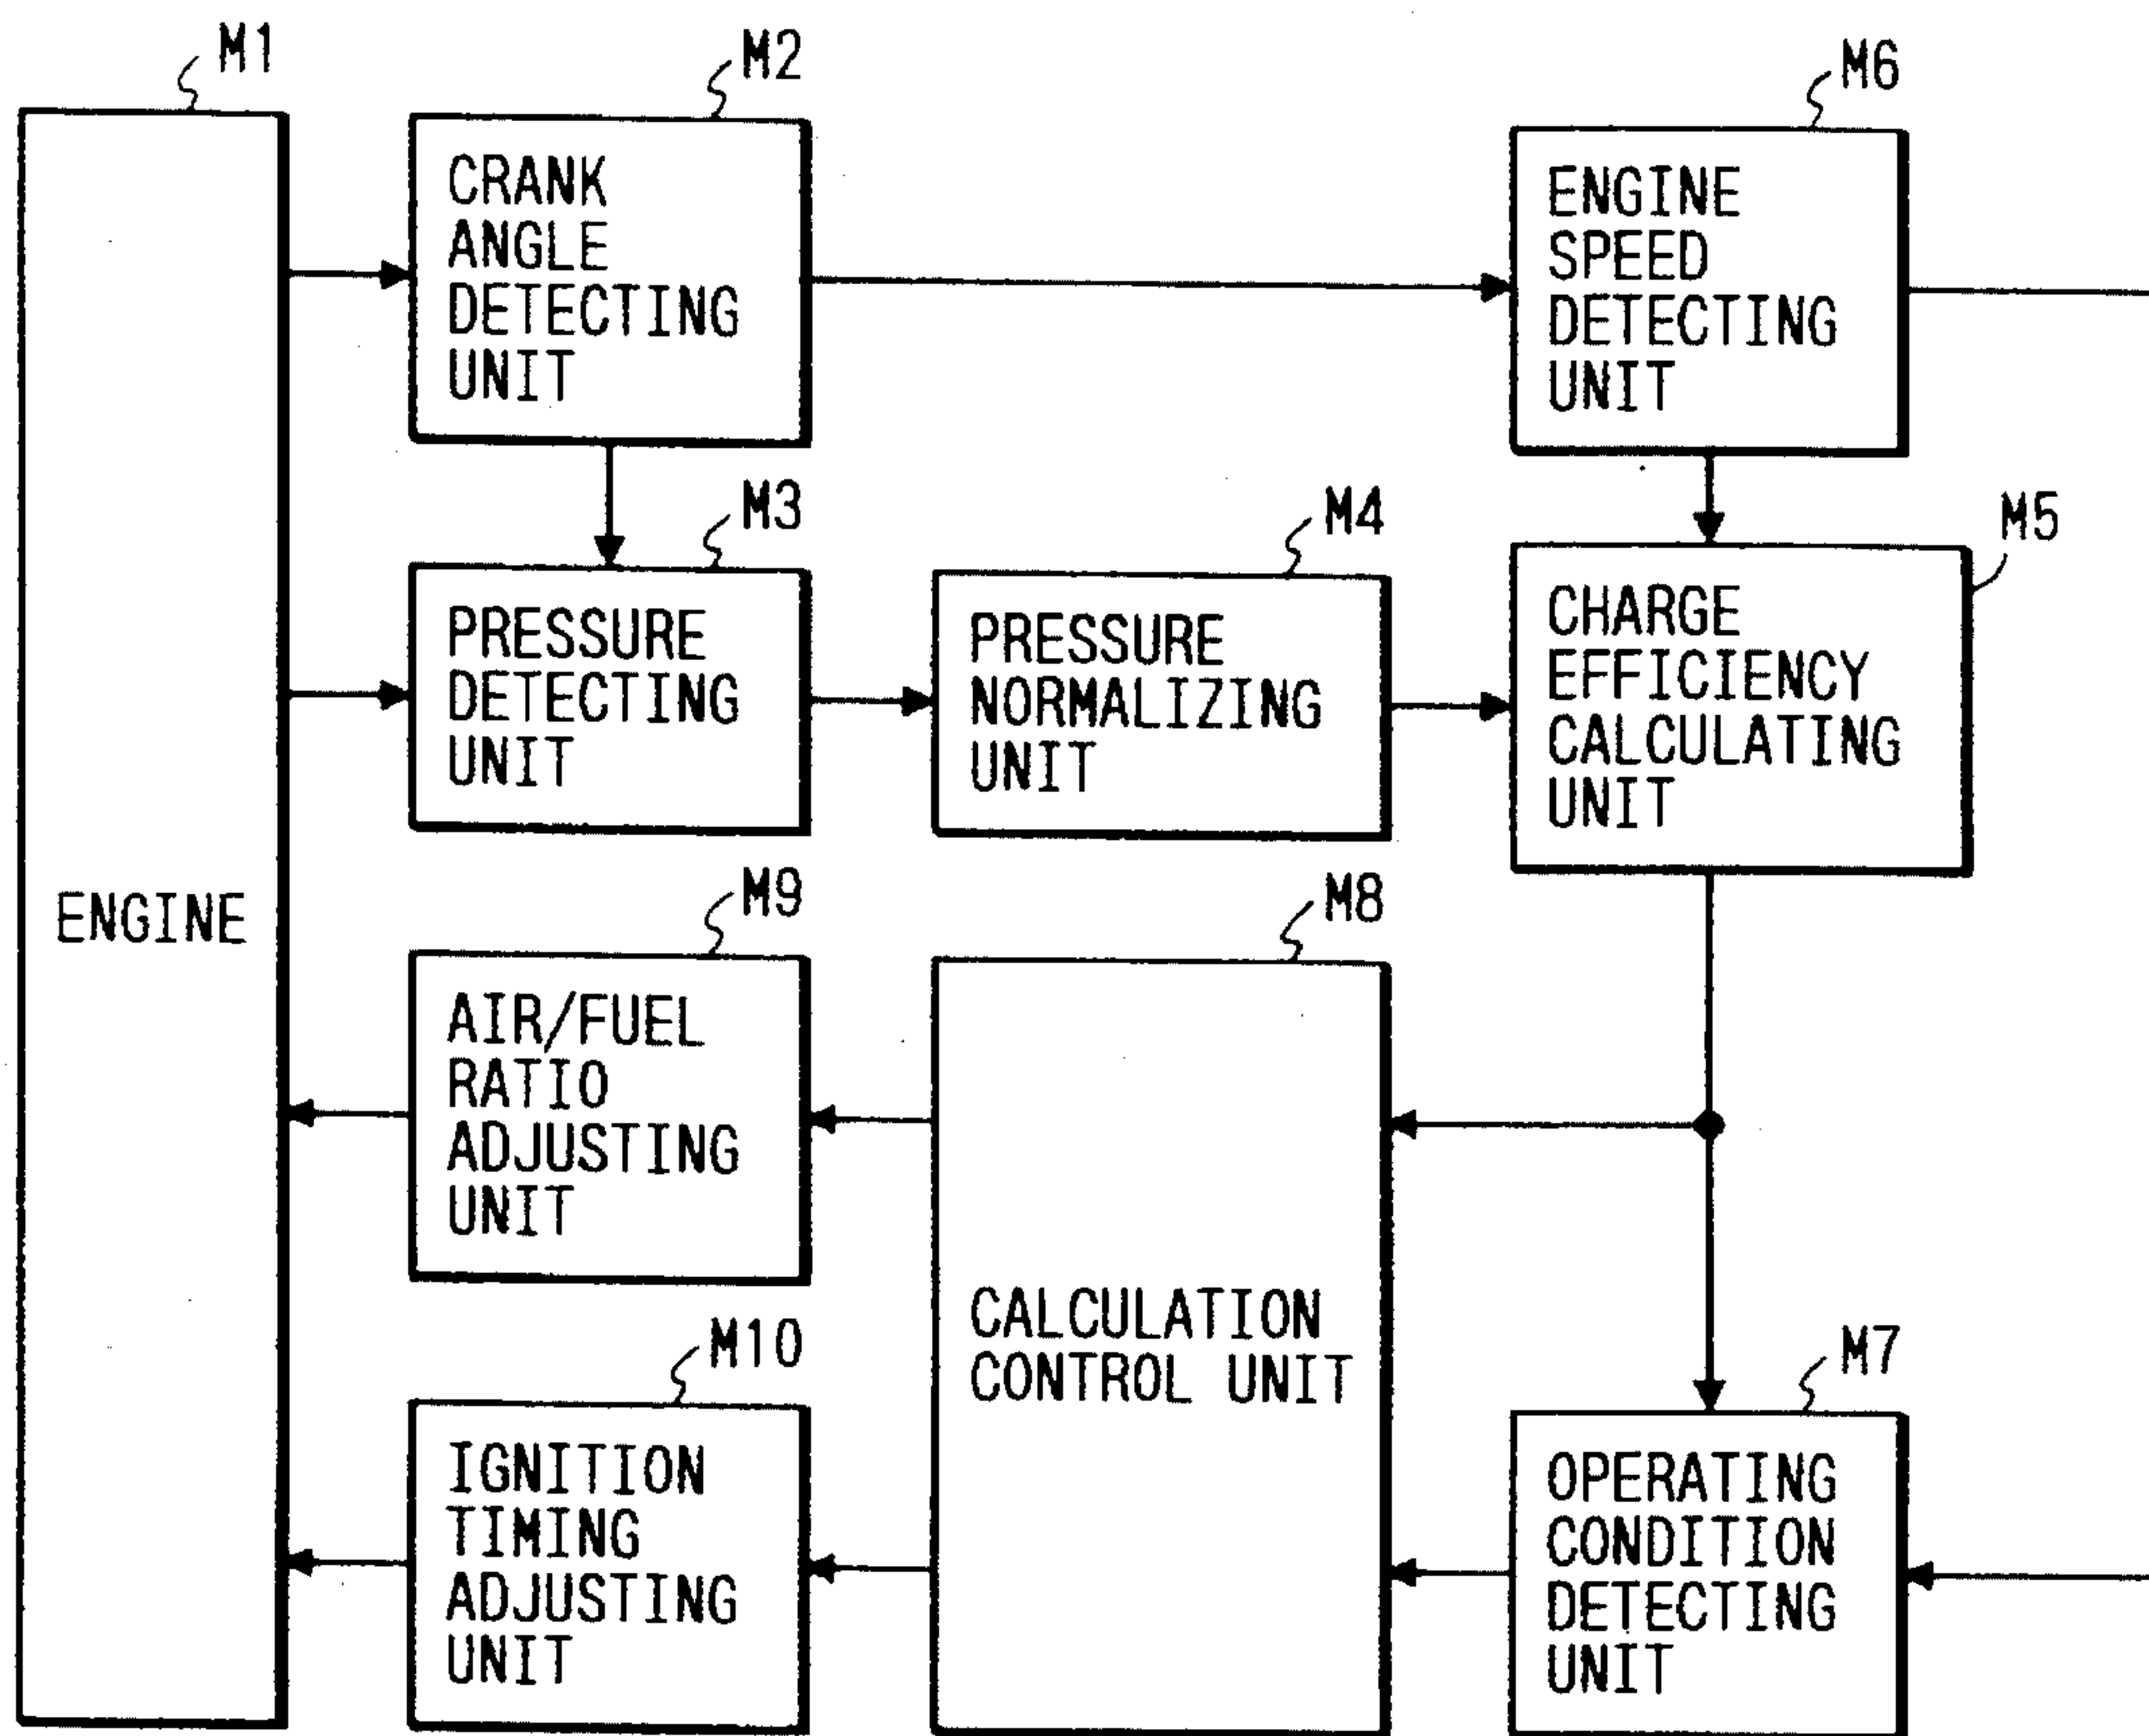 M1
M2
M6
CRANK
ANGLE
DETECTING
UNIT
ENGINE
SPEED
DETECTING
UNIT
M3
M4
M5
PRESSURE
DETECTING
UNIT
PRESSURE
NORMALIZING
UNIT
CHARGE
EFFICIENCY
CALCULATING
UNIT
ENGINE
M9
M8
AIR/FUEL
RATIO
ADJUSTING
UNIT
CALCULATION
CONTROL UNIT
M10
M7
IGNITION
TIMING
ADJUSTING
UNIT
OPERATING
CONDITION
DETECTING
UNIT